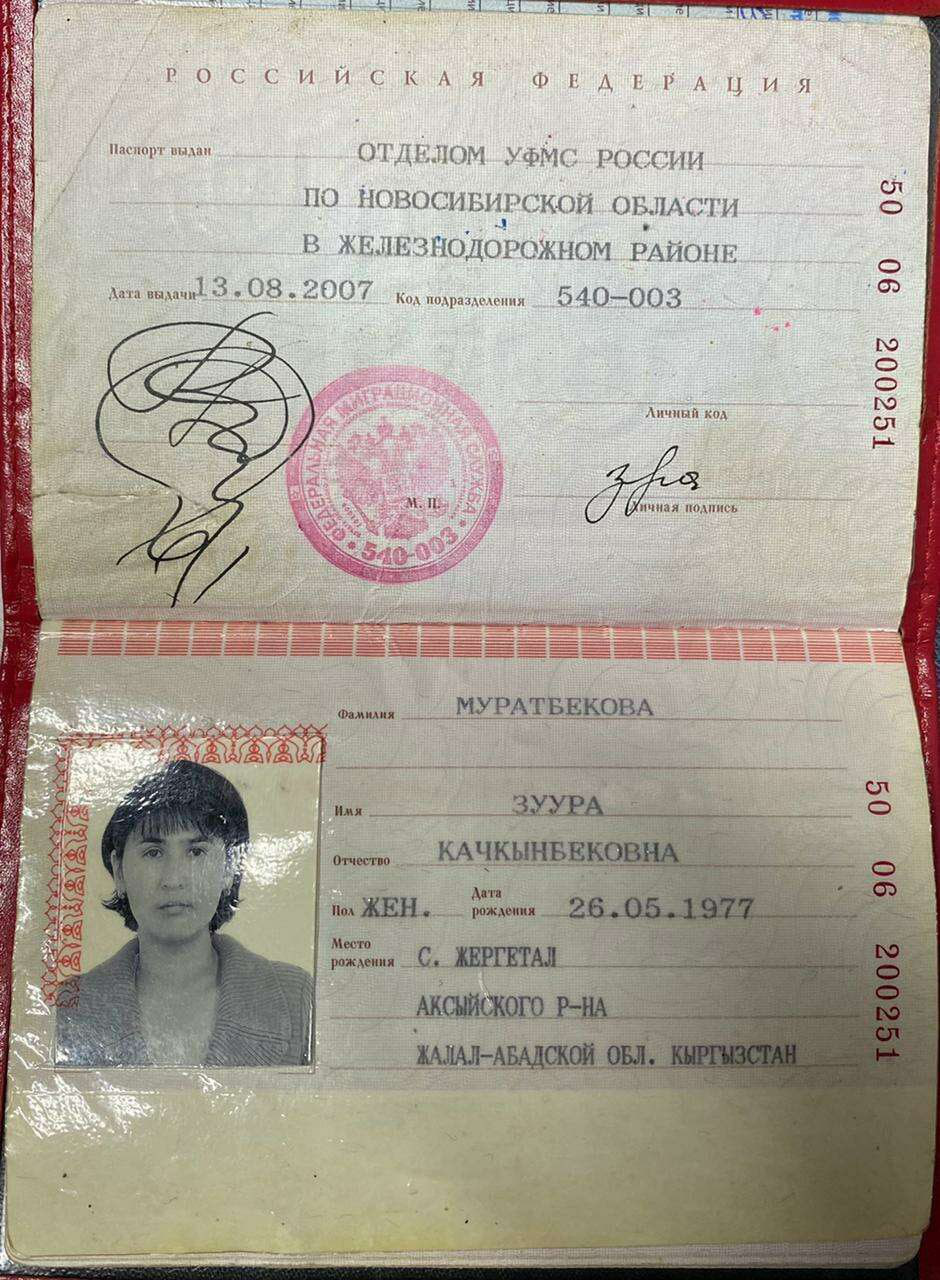 РОССИЙСКАЯ ФЕДЕРАЦИЯ
Паспорт выдан ОТДЕЛОМ УФМС РОССИИ
ПО НОВОСИБИРСКОЙ ОБЛАСТИ
В ЖЕЛЕЗНОДОРОЖНОМ РАЙОНЕ
Дата выдачи 13.08.2007 Код подразделения 540-003
50 06 200251
Личный код
ФЕДЕРАЛЬНАЯ МИГРАЦИОННАЯ СЛУЖБА
540-003
М. П.
Личная подпись
Фамилия МУРАТБЕКОВА
Имя ЗУУРА
Отчество КАЧКЫНБЕКОВНА
Пол ЖЕН. Дата рождения 26.05.1977
Место рождения С. ЖЕРГЕТАЛ
АКСЫЙСКОГО Р-НА
ЖАЛАЛ-АБАДСКОЙ ОБЛ. КЫРГЫЗСТАН
50 06 200251